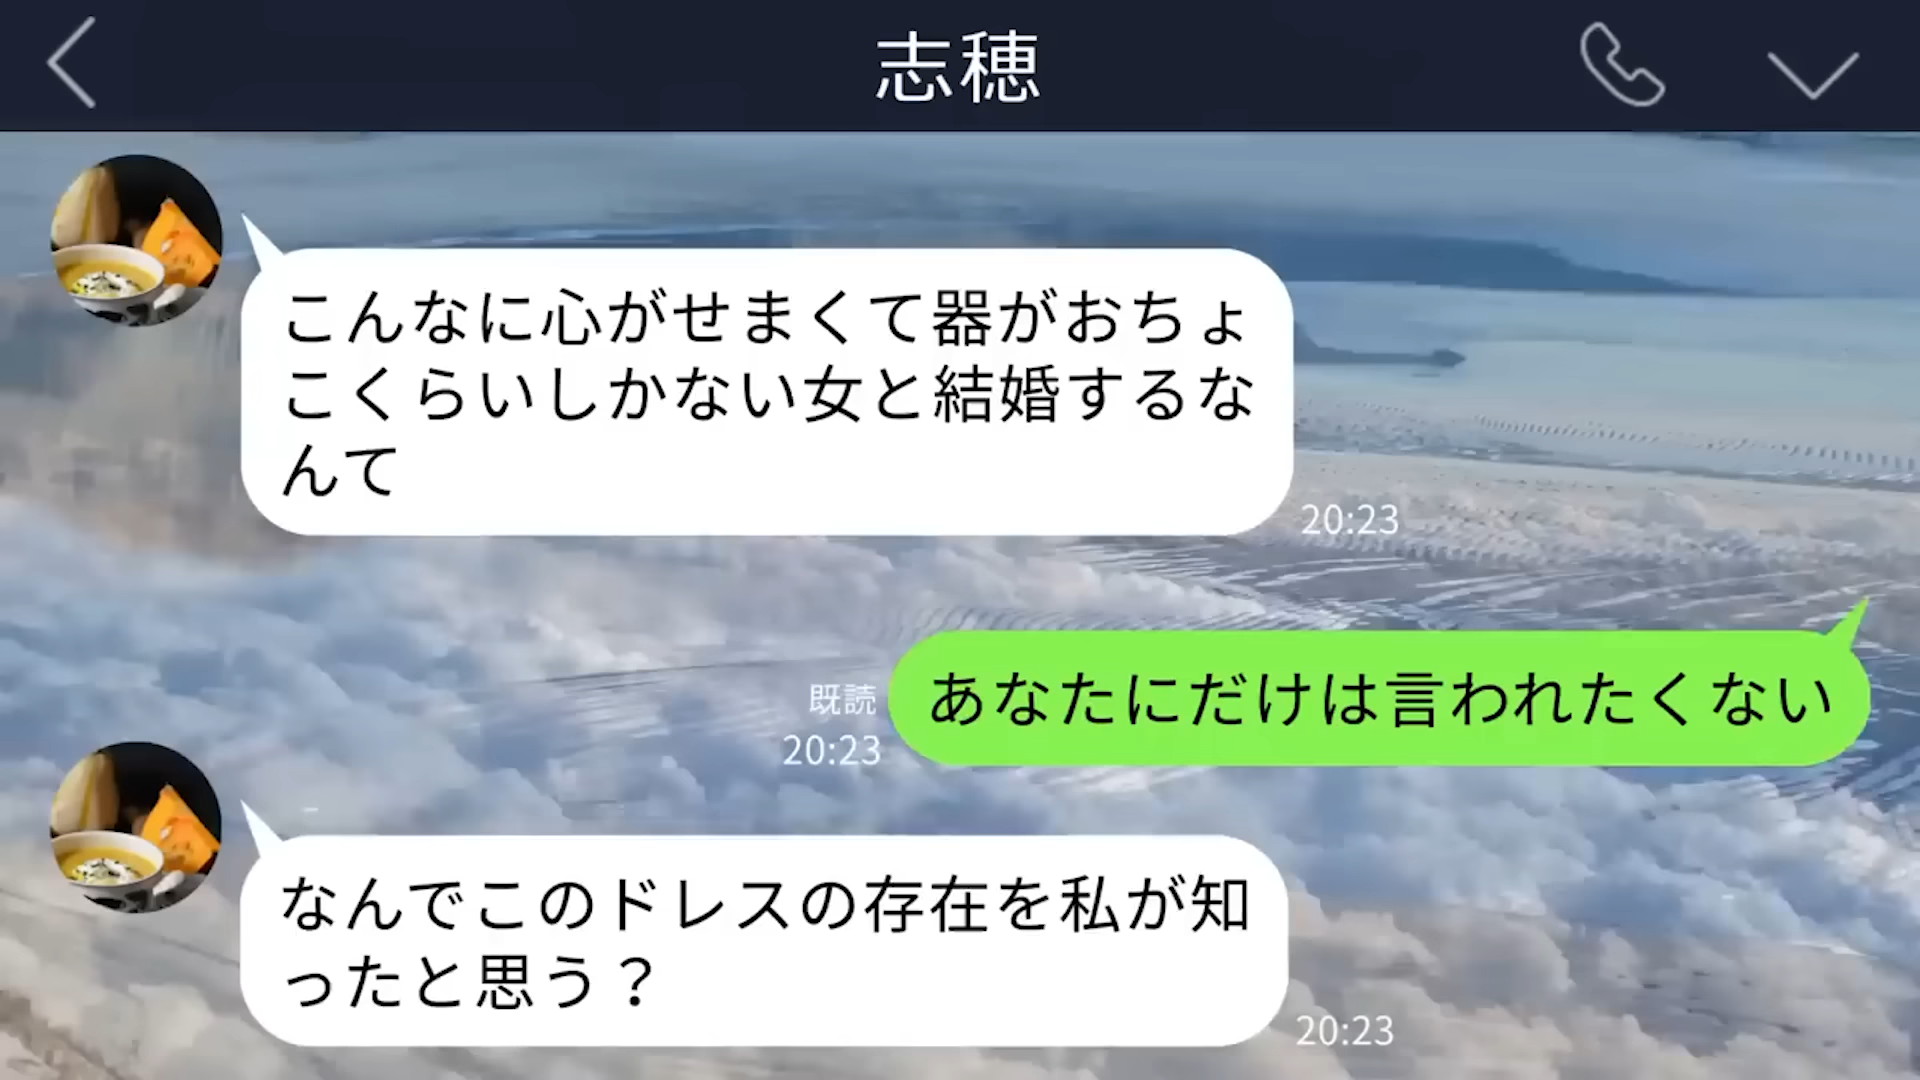 志穂
こんなに心がせまくて器がおちょ
こくらいしかない女と結婚するな
んて
20:23
あなたにだけは言われたくない
既読
20:23
なんでこのドレスの存在を私が知
ったと思う？
20:23